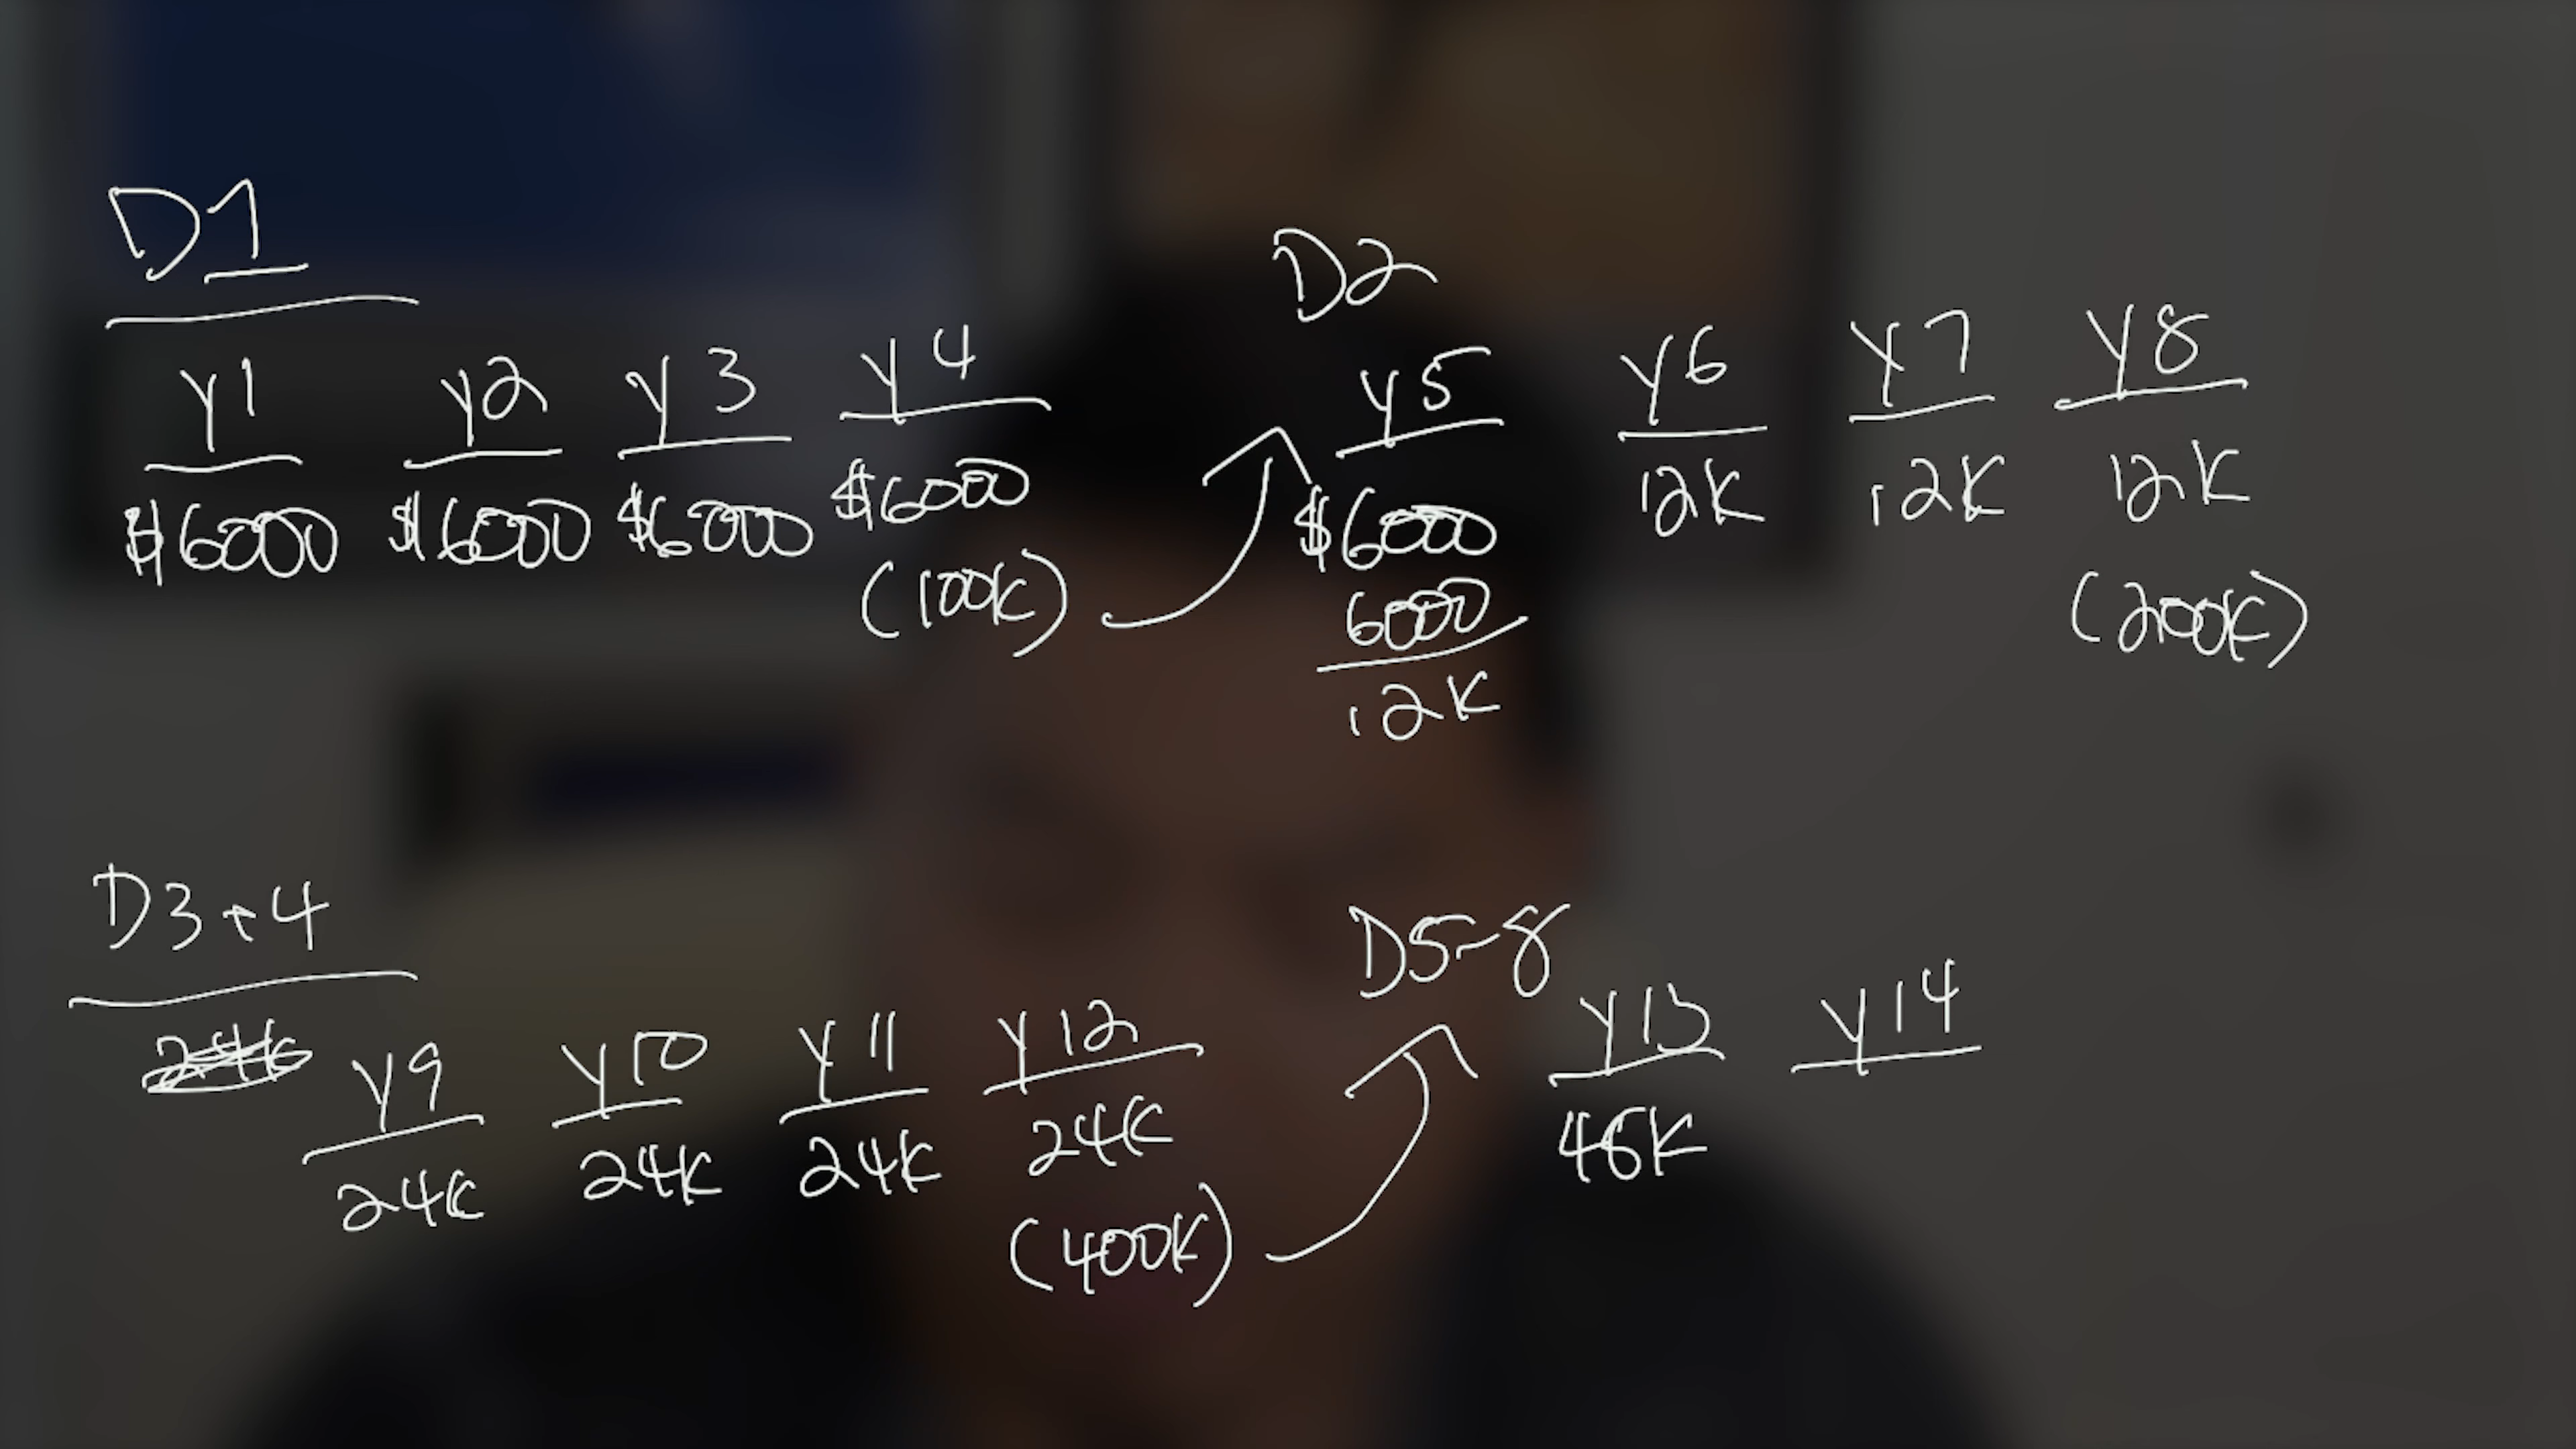 D1
y1 y2 y3 y4
$6000 $6000 $6000 $6000
(100K)
D2
y5 y6 y7 y8
$6000 12K 12K 12K
6000 (200K)
12K
D3+4
y9 y10 y11 y12
24K 24K 24K 24K
(400K)
D5-8
y13 y14